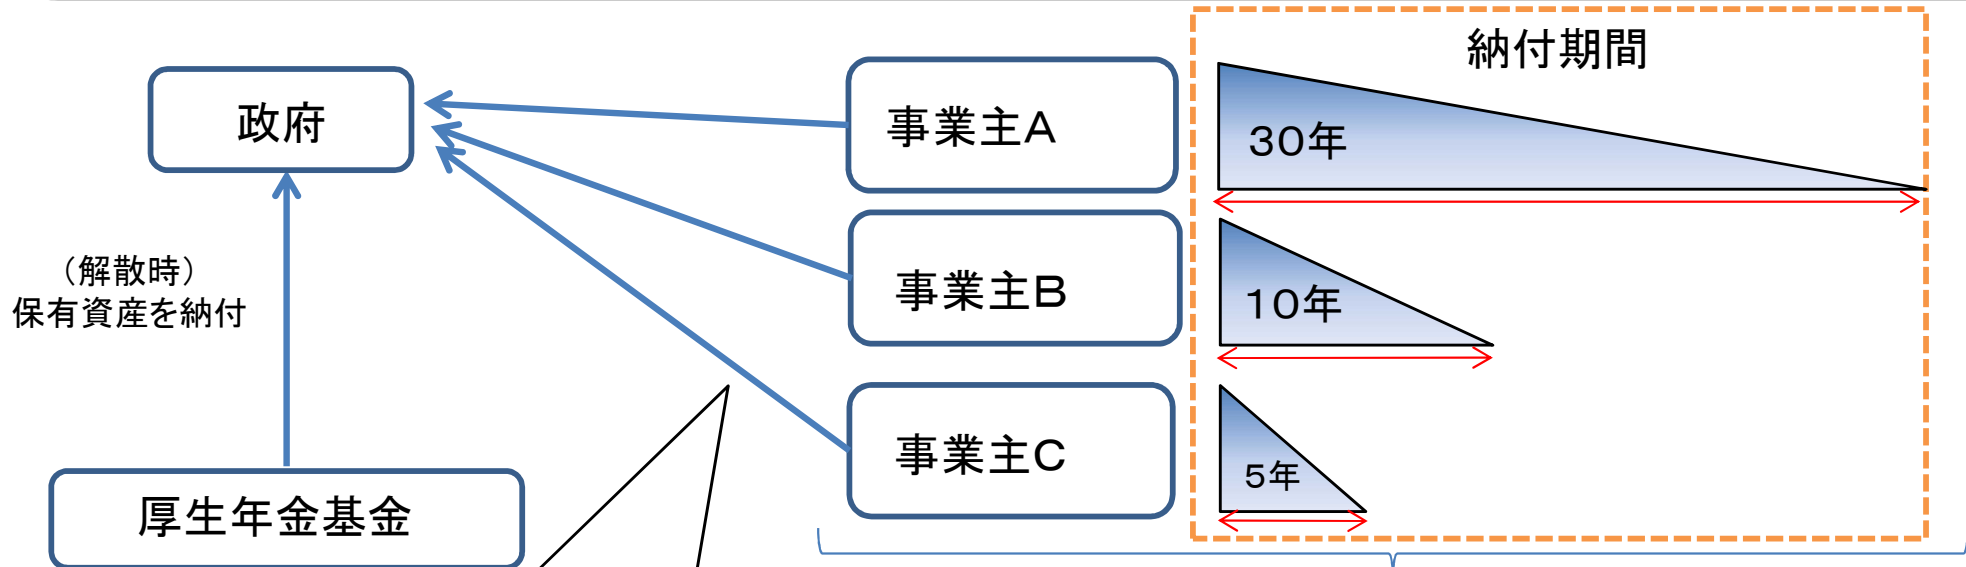 納付期間
政府
事業主A
30年
(解散時)
保有資産を納付
事業主B
10年
事業主C
5年
厚生年金基金